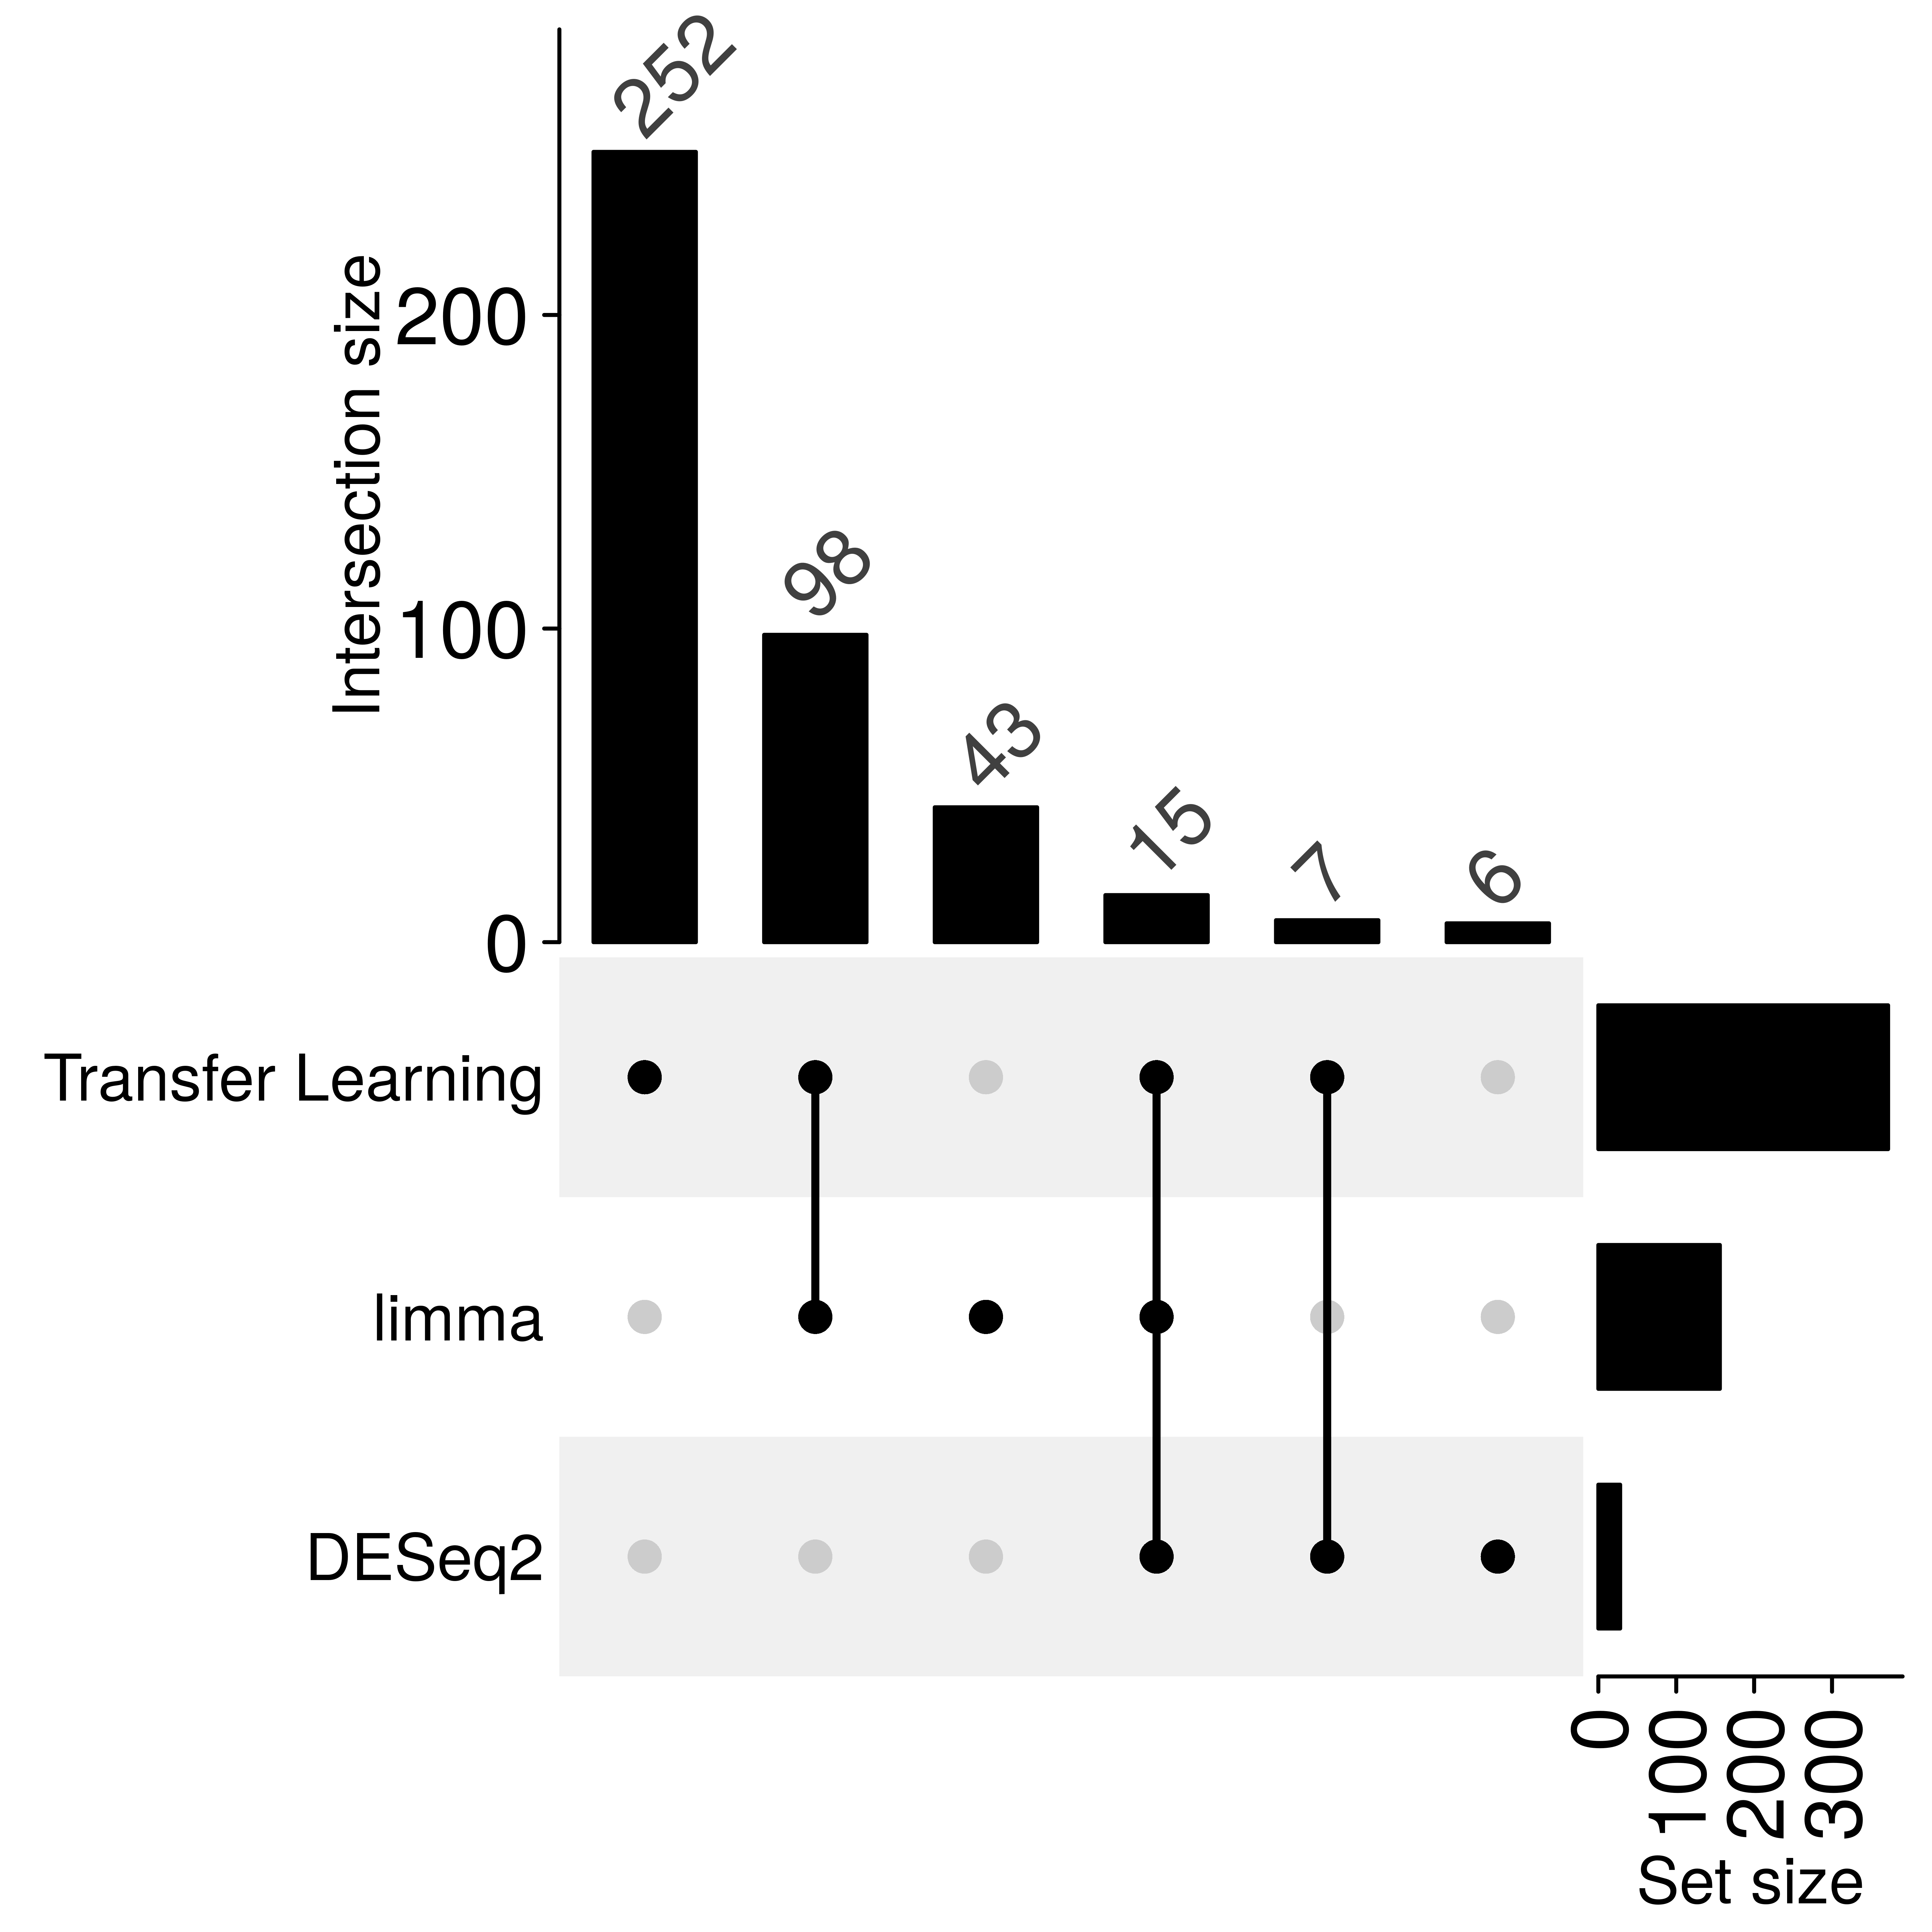 Intersection size
200
100
0
252
98
43
15
7
6
Transfer Learning
limma
DESeq2
0
100
200
300
Set size